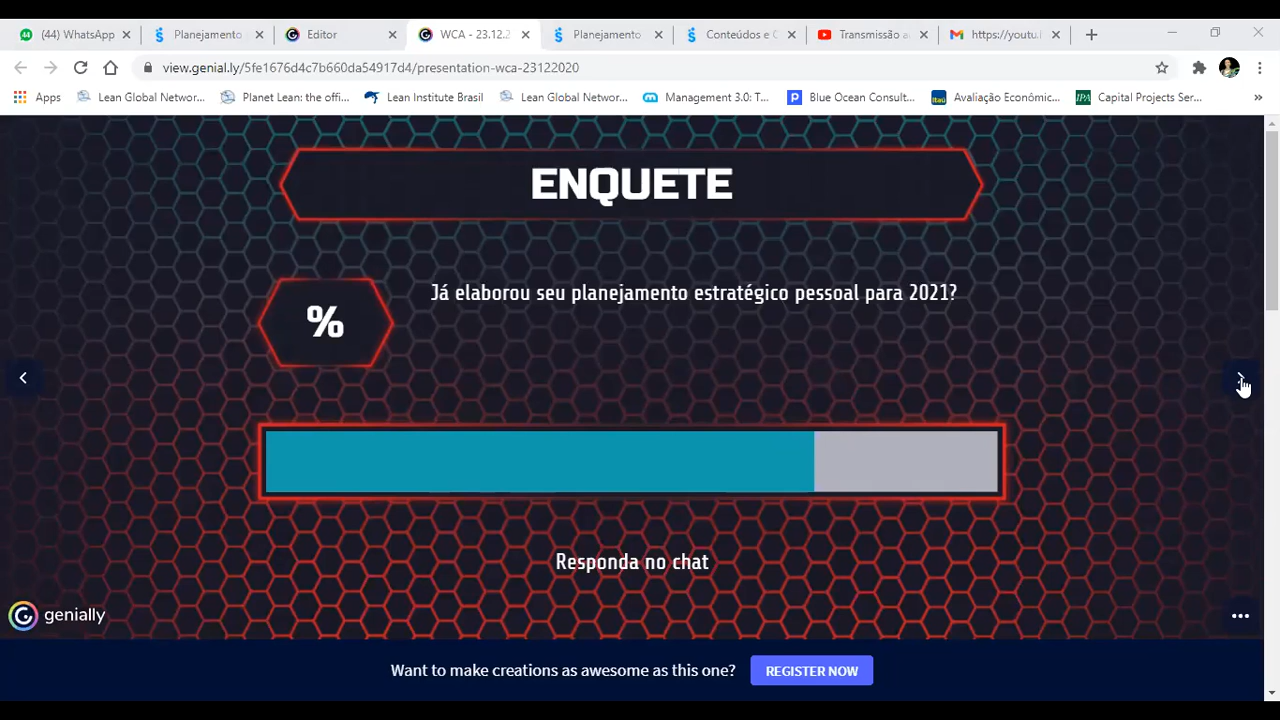 (44) WhatsApp
Planejamento
Editor
WCA - 23.12.2
Planejamento
Conteúdos e C
Transmissão a
https://youtu.l
view.genial.ly/5fe1676d4c7b660da54917d4/presentation-wca-23122020
Apps
Lean Global Networ...
Planet Lean: the offi...
Lean Institute Brasil
Lean Global Networ...
Management 3.0: T...
Blue Ocean Consult...
Itaú
Avaliação Econômic...
IPA
Capital Projects Ser...
ENQUETE
%
Já elaborou seu planejamento estratégico pessoal para 2021?
Responda no chat
genially
Want to make creations as awesome as this one?
REGISTER NOW